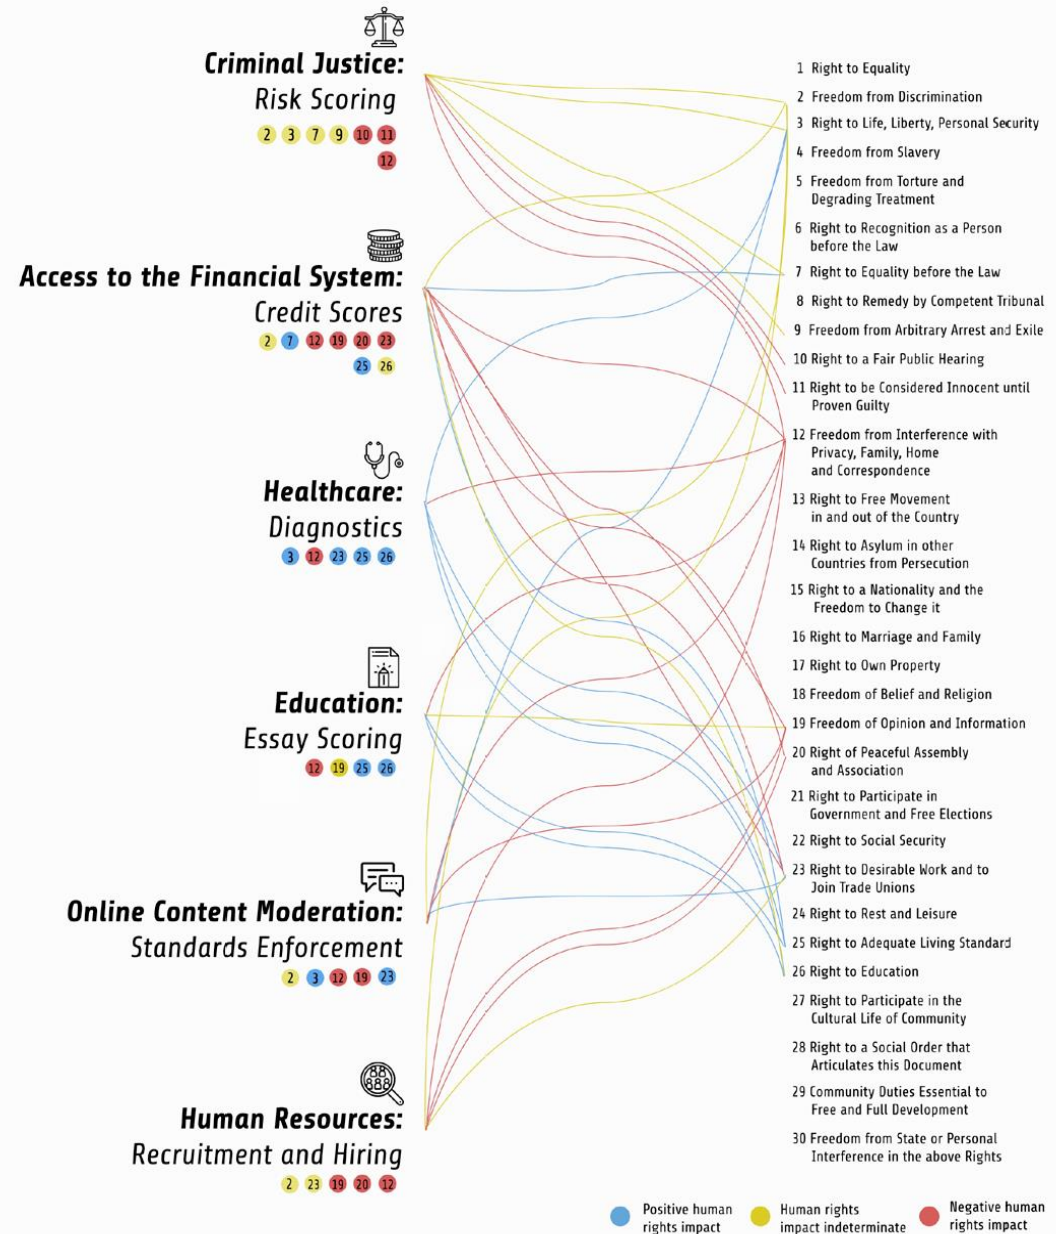 Criminal Justice:
Risk Scoring
2 3 7 9 10 11
12
Access to the Financial System:
Credit Scores
2 7 12 19 20 23
25 26
Healthcare:
Diagnostics
3 12 23 25 26
Education:
Essay Scoring
12 19 25 26
Online Content Moderation:
Standards Enforcement
2 3 12 19 23
Human Resources:
Recruitment and Hiring
2 23 19 20 12
1 Right to Equality
2 Freedom from Discrimination
3 Right to Life, Liberty, Personal Security
4 Freedom from Slavery
5 Freedom from Torture and
Degrading Treatment
6 Right to Recognition as a Person
before the Law
7 Right to Equality before the Law
8 Right to Remedy by Competent Tribunal
9 Freedom from Arbitrary Arrest and Exile
10 Right to a Fair Public Hearing
11 Right to be Considered Innocent until
Proven Guilty
12 Freedom from Interference with
Privacy, Family, Home
and Correspondence
13 Right to Free Movement
in and out of the Country
14 Right to Asylum in other
Countries from Persecution
15 Right to a Nationality and the
Freedom to Change it
16 Right to Marriage and Family
17 Right to Own Property
18 Freedom of Belief and Religion
19 Freedom of Opinion and Information
20 Right of Peaceful Assembly
and Association
21 Right to Participate in
Government and Free Elections
22 Right to Social Security
23 Right to Desirable Work and to
Join Trade Unions
24 Right to Rest and Leisure
25 Right to Adequate Living Standard
26 Right to Education
27 Right to Participate in the
Cultural Life of Community
28 Right to a Social Order that
Articulates this Document
29 Community Duties Essential to
Free and Full Development
30 Freedom from State or Personal
Interference in the above Rights
Positive human
rights impact
Human rights
impact indeterminate
Negative human
rights impact